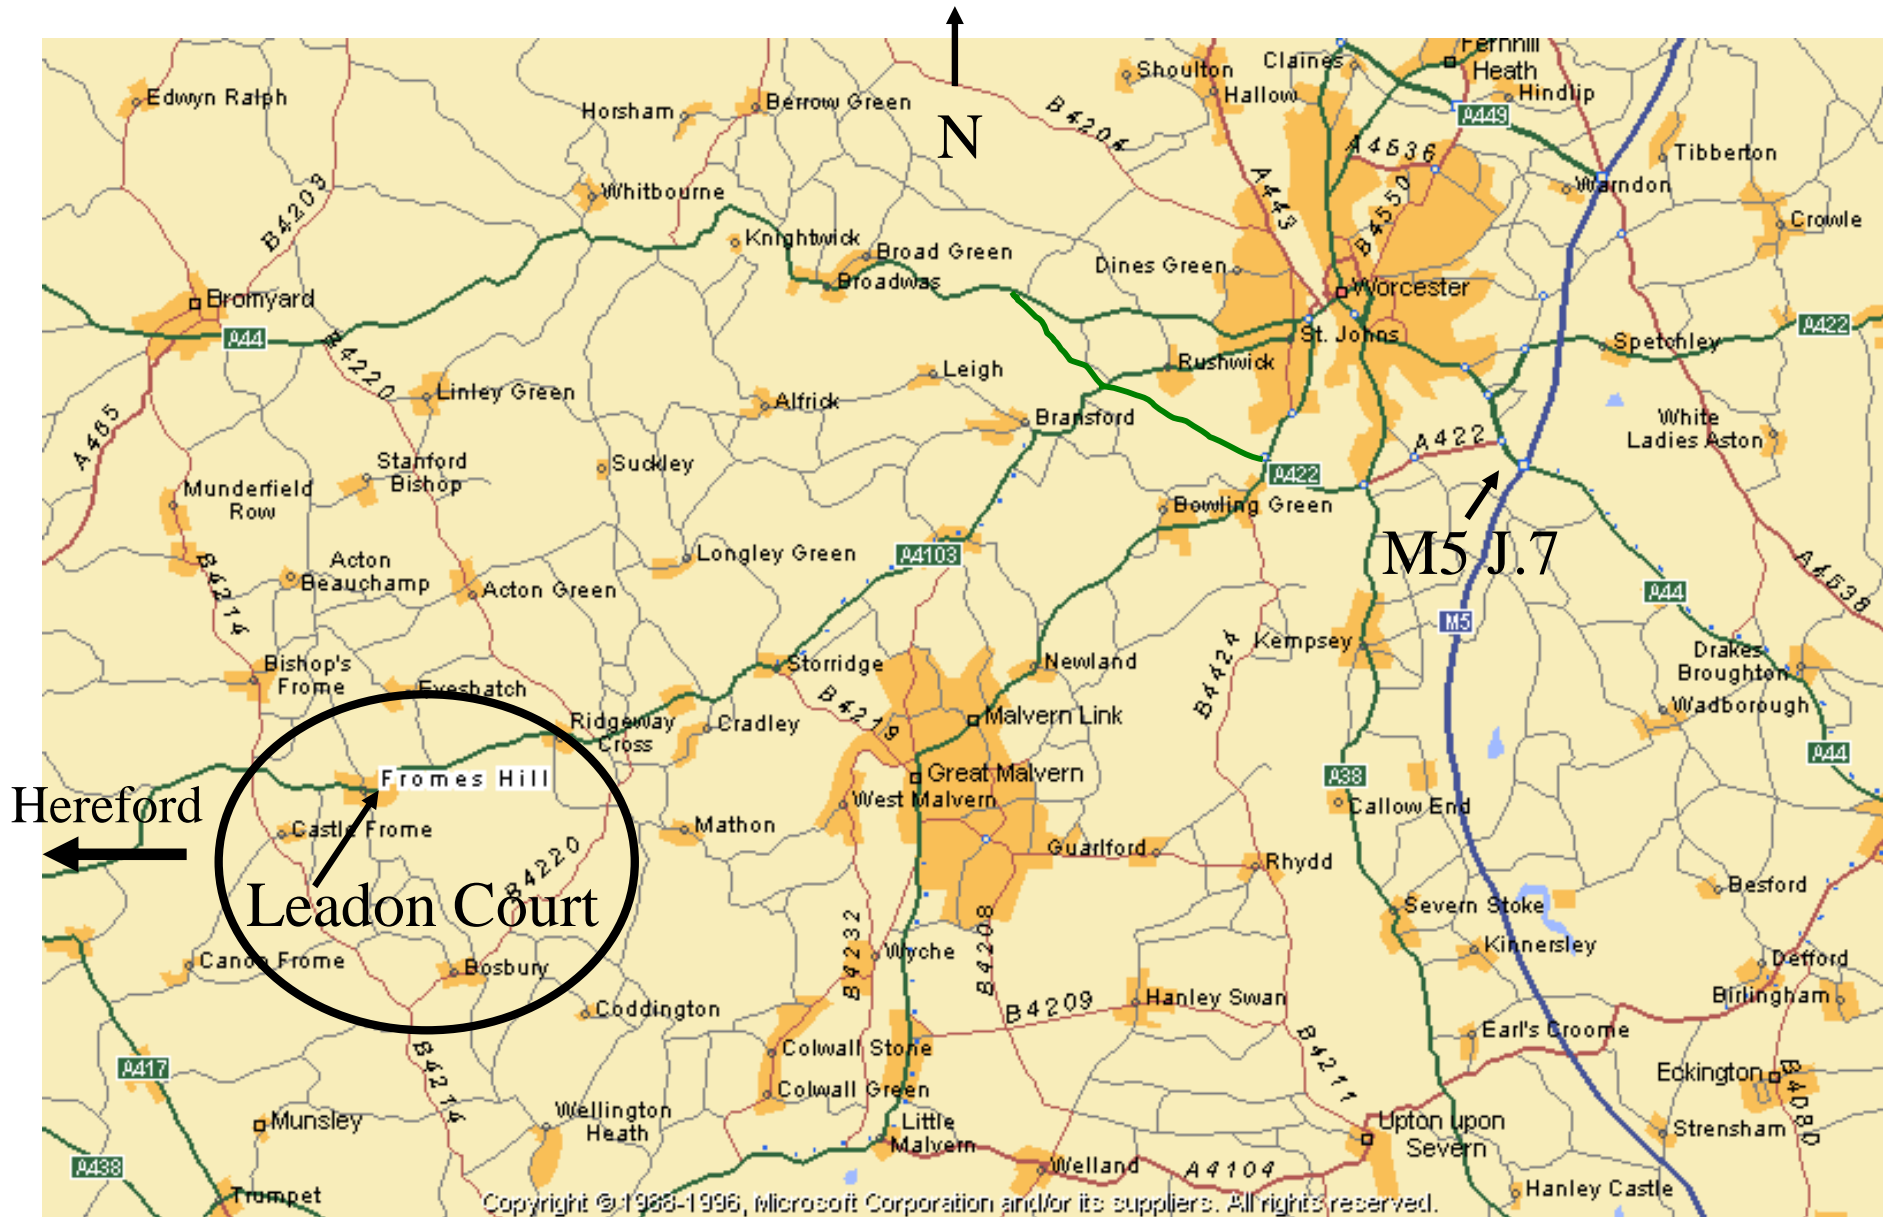 Fernhill
Heath
Shoulton
Claines
Hallow
Hindlip
Edwyn Ralph
Horsham
Berrow Green
B4204
N
A449
A4536
Tibberton
Whitbourne
A443
B4550
Warndon
Crowle
B4203
Knightwick
Broad Green
Dines Green
Broadwas
Worcester
Bromyard
A44
St. Johns
A422
Spetchley
B4220
Rushwick
Leigh
Linley Green
Alfrick
Bransford
White
Ladies Aston
A465
A422
Stanford
Bishop
Suckley
A422
Munderfield
Row
Bowling Green
M5 J.7
Longley Green
A4103
Acton
Beauchamp
Acton Green
B4214
A44
A4538
M5
Kempsey
B4424
Storridge
Newland
Drakes
Broughton
Bishop's
Frome
Evesbatch
B4219
Wadborough
Ridgeway
Cross
Cradley
Malvern Link
A44
Fromes Hill
Great Malvern
A38
Hereford
West Malvern
Callow End
Castle Frome
Mathon
Guarlford
Rhydd
B4220
Leadon Court
Besford
Severn Stoke
B4232
B4208
Wyche
Kinnersley
Canon Frome
Bosbury
Defford
Birlingham
Coddington
B4209
Hanley Swan
Earl's Croome
Colwall Stone
B4211
A417
B4214
Colwall Green
Eckington
B4080
Munsley
Wellington
Heath
Little
Malvern
Upton upon
Severn
Strensham
A438
Welland
A4104
Trumpet
Hanley Castle
Copyright © 1988-1996, Microsoft Corporation and/or its suppliers. All rights reserved.